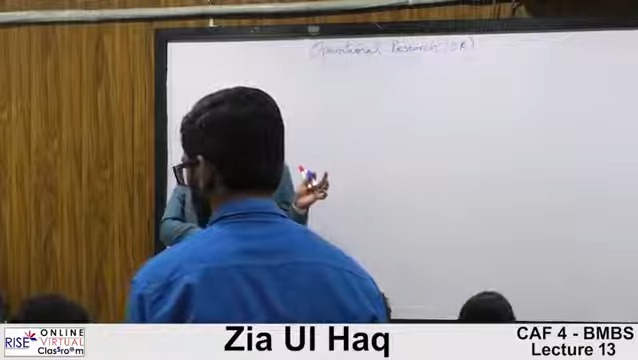 Operational Research (OR)
RISE ONLINE VIRTUAL Classroom
Zia Ul Haq
CAF 4 - BMBS
Lecture 13